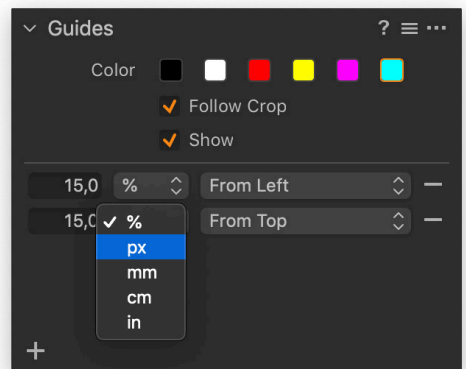 Guides ?
Color
Follow Crop
Show
15,0 % From Left
15,0 From Top
%
px
mm
cm
in